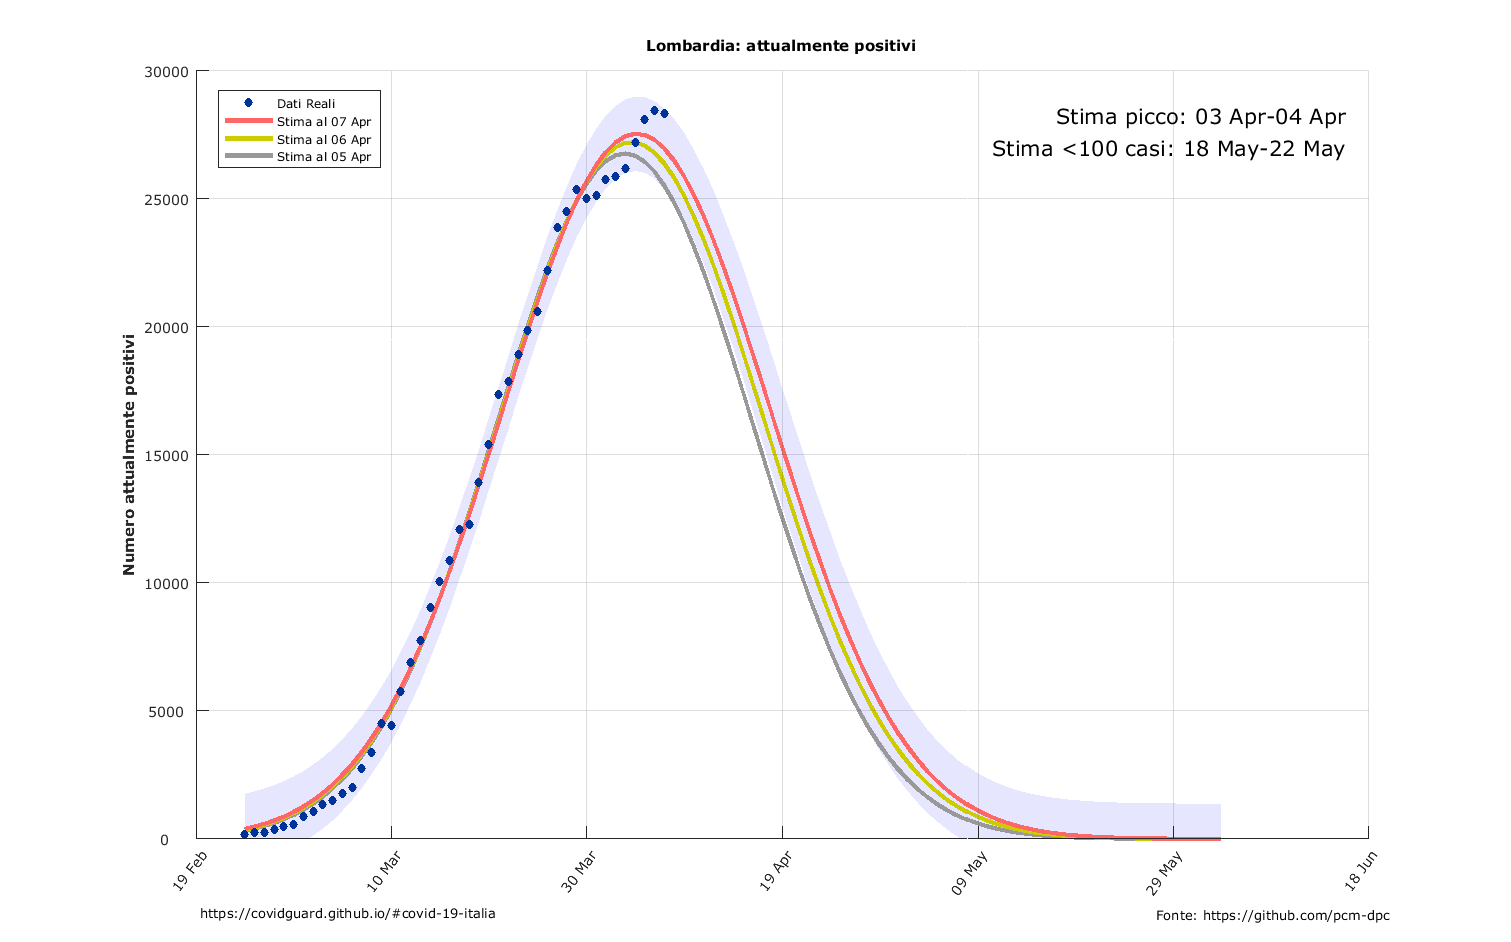 Lombardia: attualmente positivi
30000
25000
20000
15000
10000
5000
0
Numero attualmente positivi
Dati Reali
Stima al 07 Apr
Stima al 06 Apr
Stima al 05 Apr
Stima picco: 03 Apr-04 Apr
Stima <100 casi: 18 May-22 May
19 Feb
10 Mar
30 Mar
19 Apr
09 May
29 May
18 Jun
https://covidguard.github.io/#covid-19-italia
Fonte: https://github.com/pcm-dpc